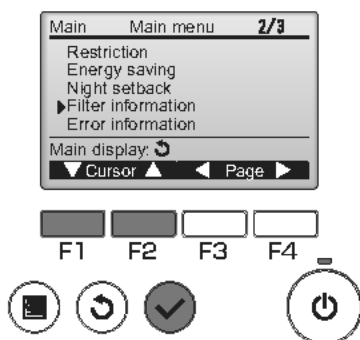 Main Main menu 2/3
Restriction
Energy saving
Night setback
Filter information
Error information
Main display:
Cursor Page
F1 F2 F3 F4